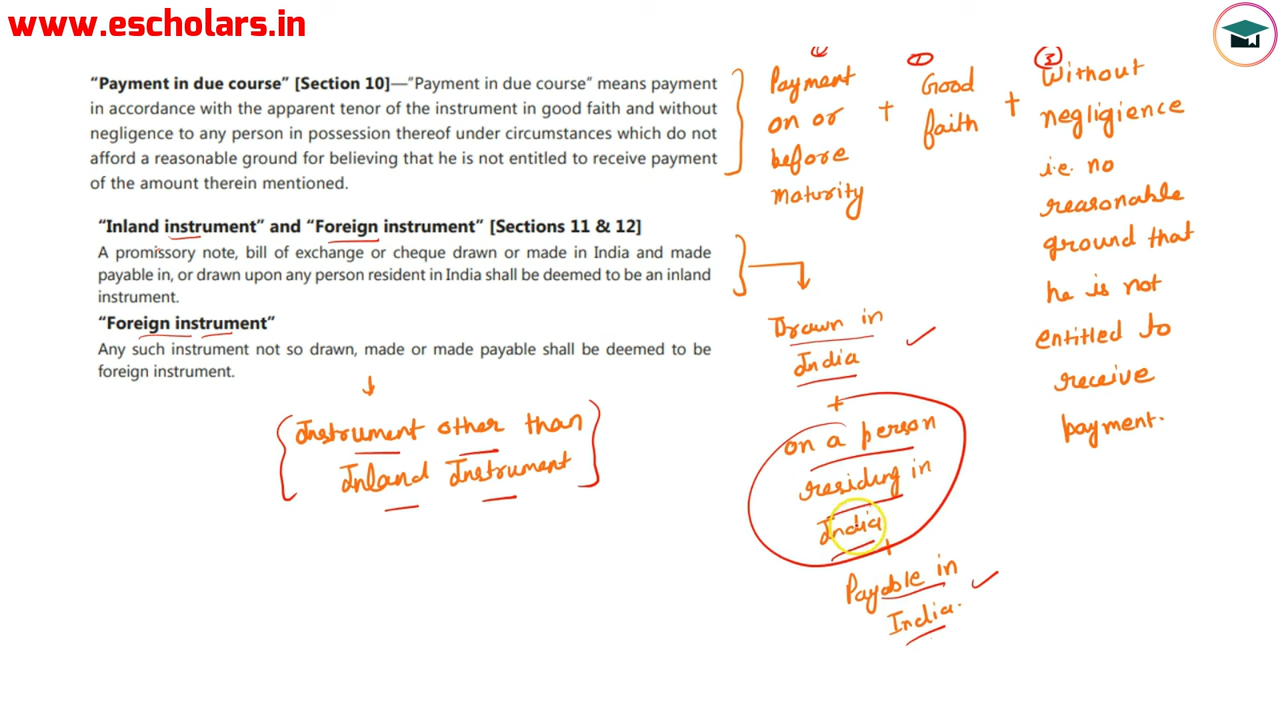 www.escholars.in
“Payment in due course” [Section 10]—“Payment in due course” means payment
in accordance with the apparent tenor of the instrument in good faith and without
negligence to any person in possession thereof under circumstances which do not
afford a reasonable ground for believing that he is not entitled to receive payment
of the amount therein mentioned.
“Inland instrument” and “Foreign instrument” [Sections 11 & 12]
A promissory note, bill of exchange or cheque drawn or made in India and made
payable in, or drawn upon any person resident in India shall be deemed to be an inland
instrument.
“Foreign instrument”
Any such instrument not so drawn, made or made payable shall be deemed to be
foreign instrument.
Instrument other than
Inland Instrument
Payment
on or
before
maturity
+
Good
faith
+
3
Without
negligience
i.e. no
reasonable
ground that
he is not
entitled to
receive
payment.
Drawn in
India
+
on a person
residing in
India
+
Payable in
India.